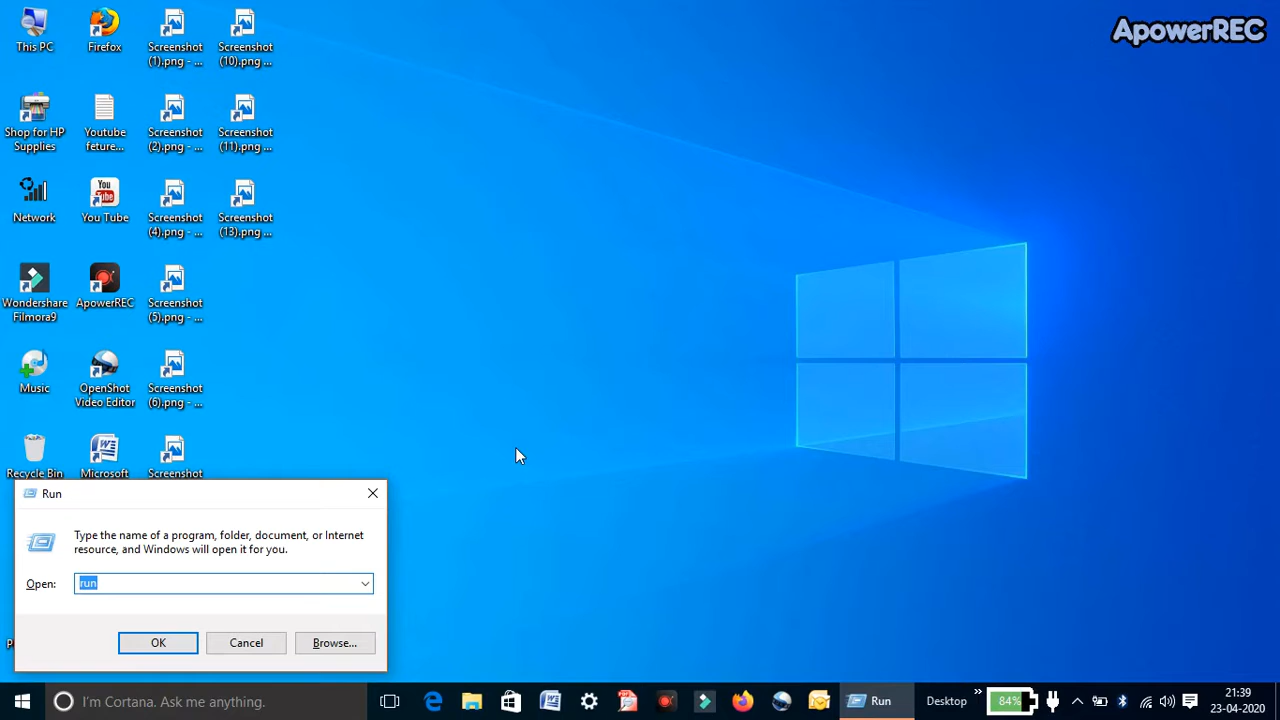 ApowerREC
This PC
Firefox
Screenshot
(1).png - ...
Screenshot
(10).png ...
Shop for HP
Supplies
Youtube
feture...
Screenshot
(2).png - ...
Screenshot
(11).png ...
Network
You
Tube
You Tube
Screenshot
(4).png - ...
Screenshot
(13).png ...
Wondershare
Filmora9
ApowerREC
Screenshot
(5).png - ...
Music
OpenShot
Video Editor
Screenshot
(6).png - ...
Recycle Bin
Microsoft
Screenshot
Run
Type the name of a program, folder, document, or Internet
resource, and Windows will open it for you.
Open:
run
OK
Cancel
Browse...
I'm Cortana. Ask me anything.
Run
Desktop
»
84%
21:39
23-04-2020